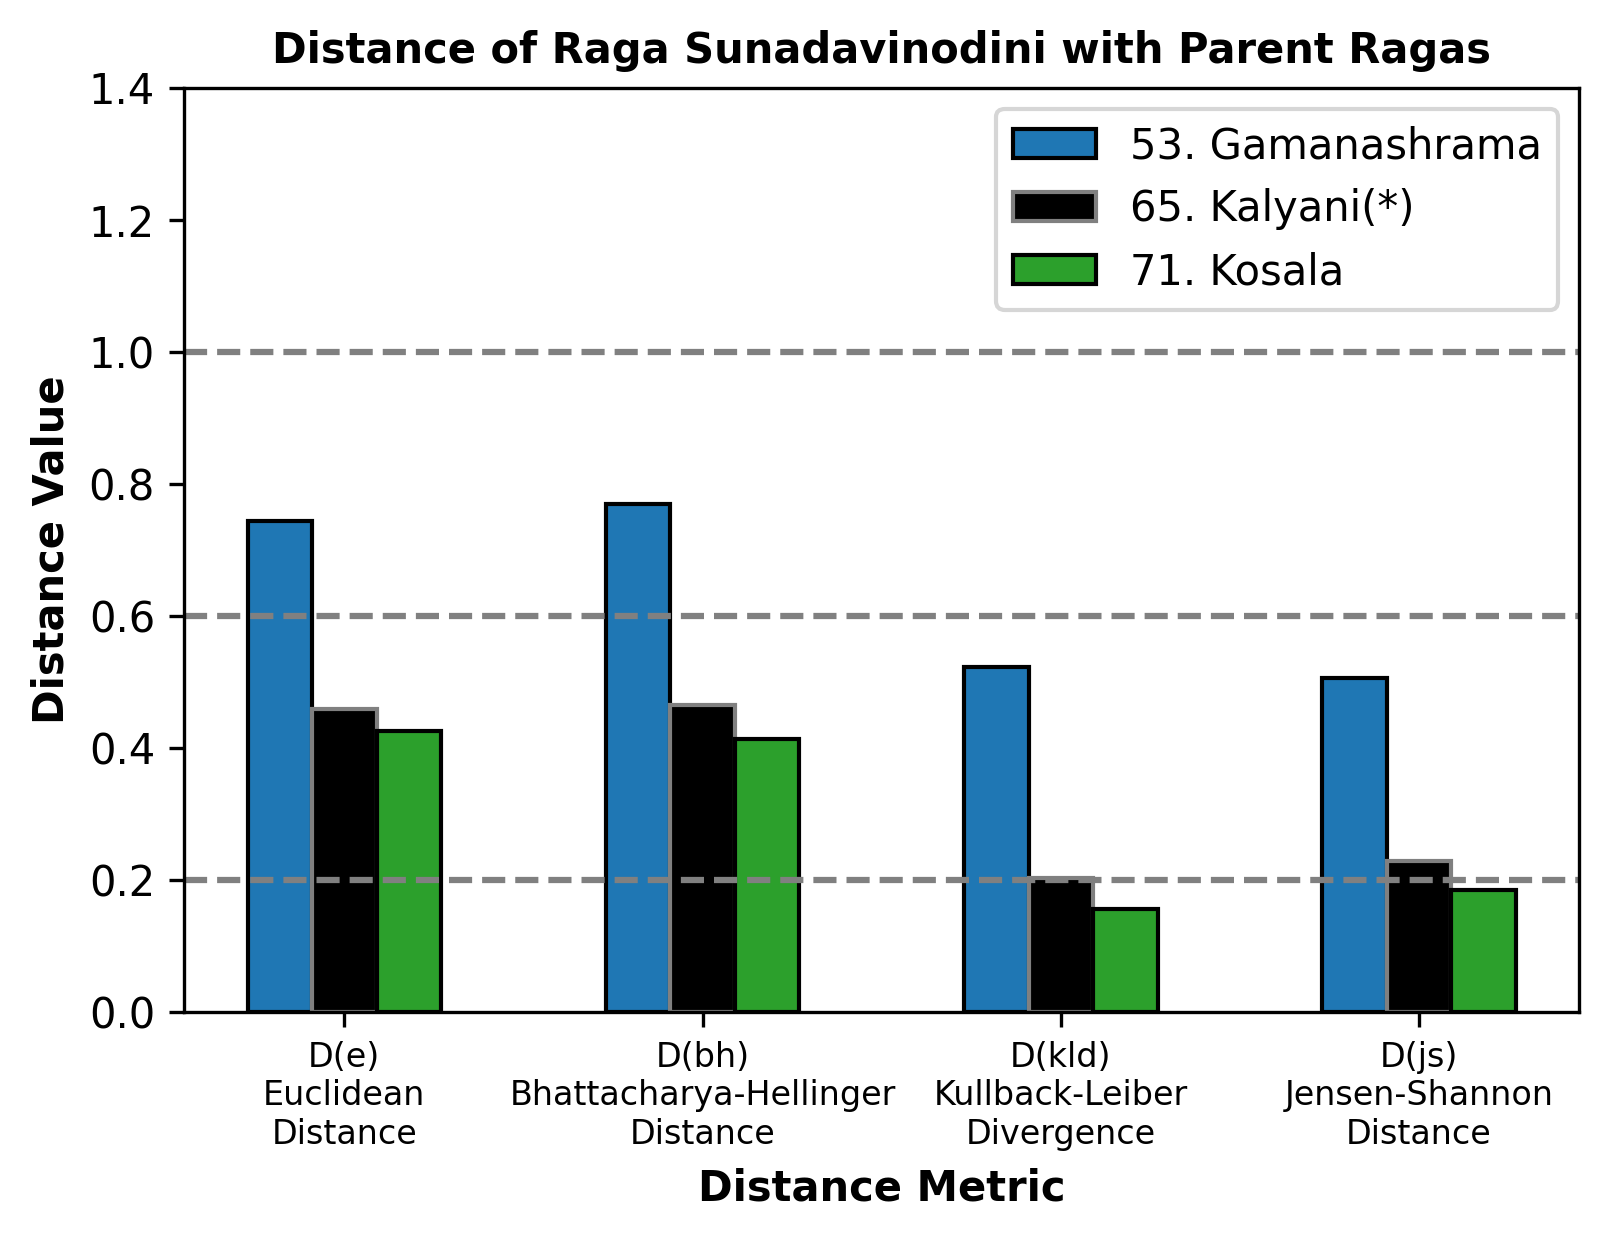 Distance of Raga Sunadavinodini with Parent Ragas
53. Gamanashrama
65. Kalyani(*)
71. Kosala
Distance Value
1.4
1.2
1.0
0.8
0.6
0.4
0.2
0.0
D(e)
Euclidean
Distance
D(bh)
Bhattacharya-Hellinger
Distance
D(kld)
Kullback-Leiber
Divergence
D(js)
Jensen-Shannon
Distance
Distance Metric